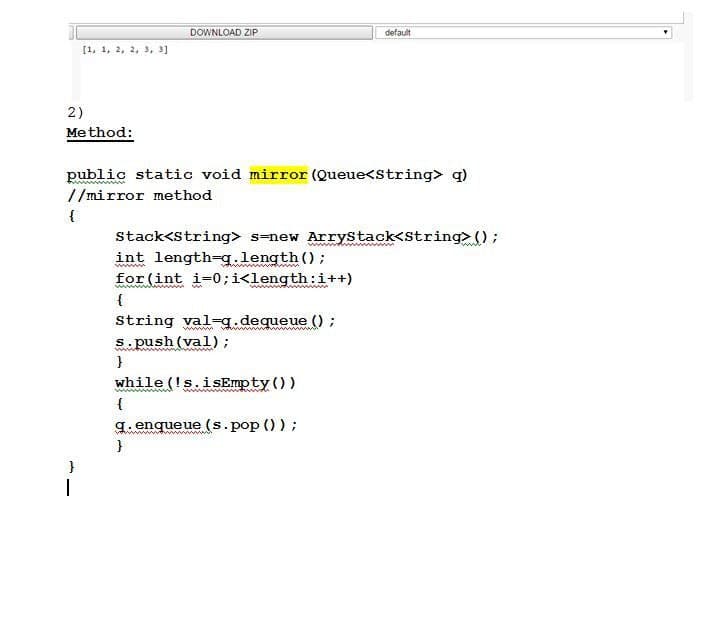 DOWNLOAD ZIP default
[1, 1, 2, 2, 3, 3]
2)
Method:
public static void mirror(Queue<String> q)
//mirror method
{
Stack<String> s=new ArryStack<String>();
int length=q.length();
for(int i=0;i<length:i++)
{
String val=q.dequeue();
s.push(val);
}
while(!s.isEmpty())
{
q.enqueue(s.pop());
}
}